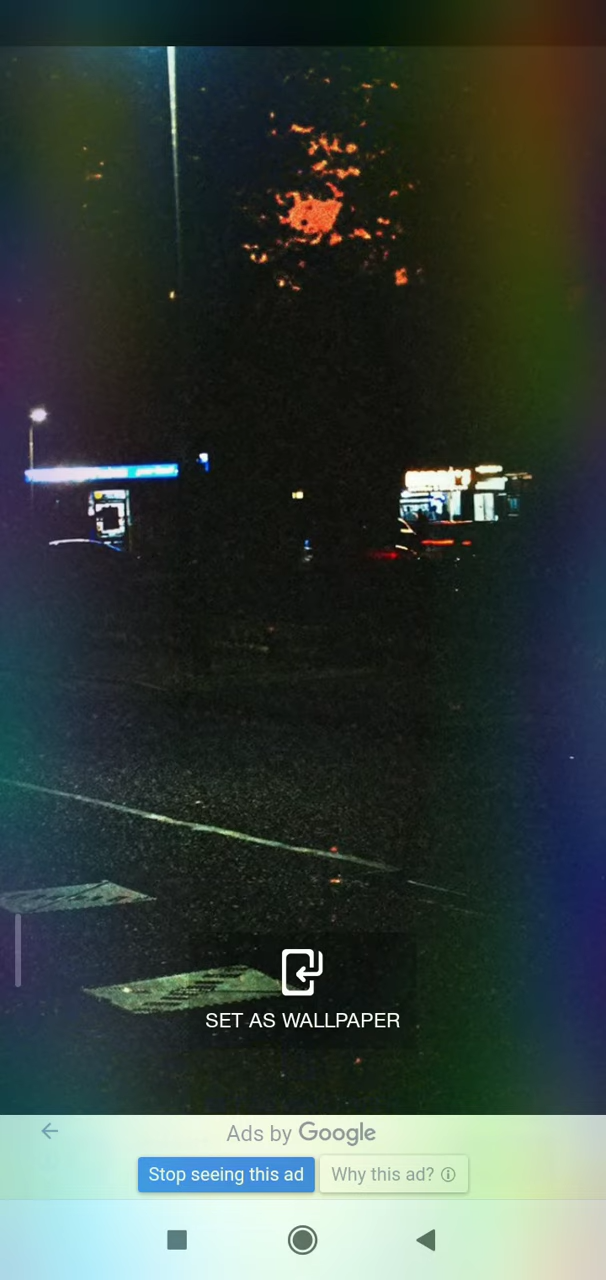 SET AS WALLPAPER
Ads by Google
Stop seeing this ad
Why this ad?